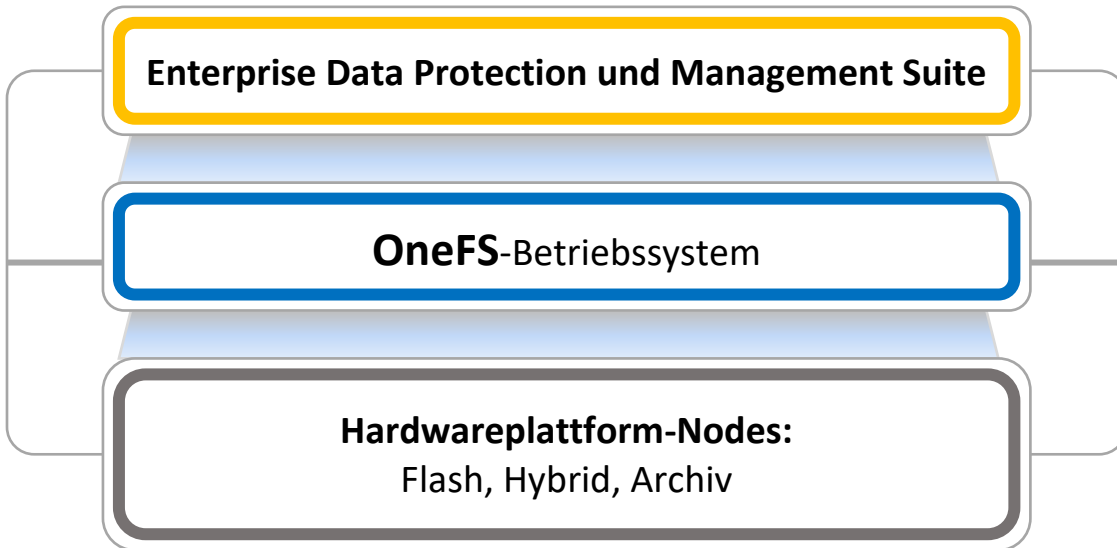 Enterprise Data Protection und Management Suite
OneFS-Betriebssystem
Hardwareplattform-Nodes:
Flash, Hybrid, Archiv